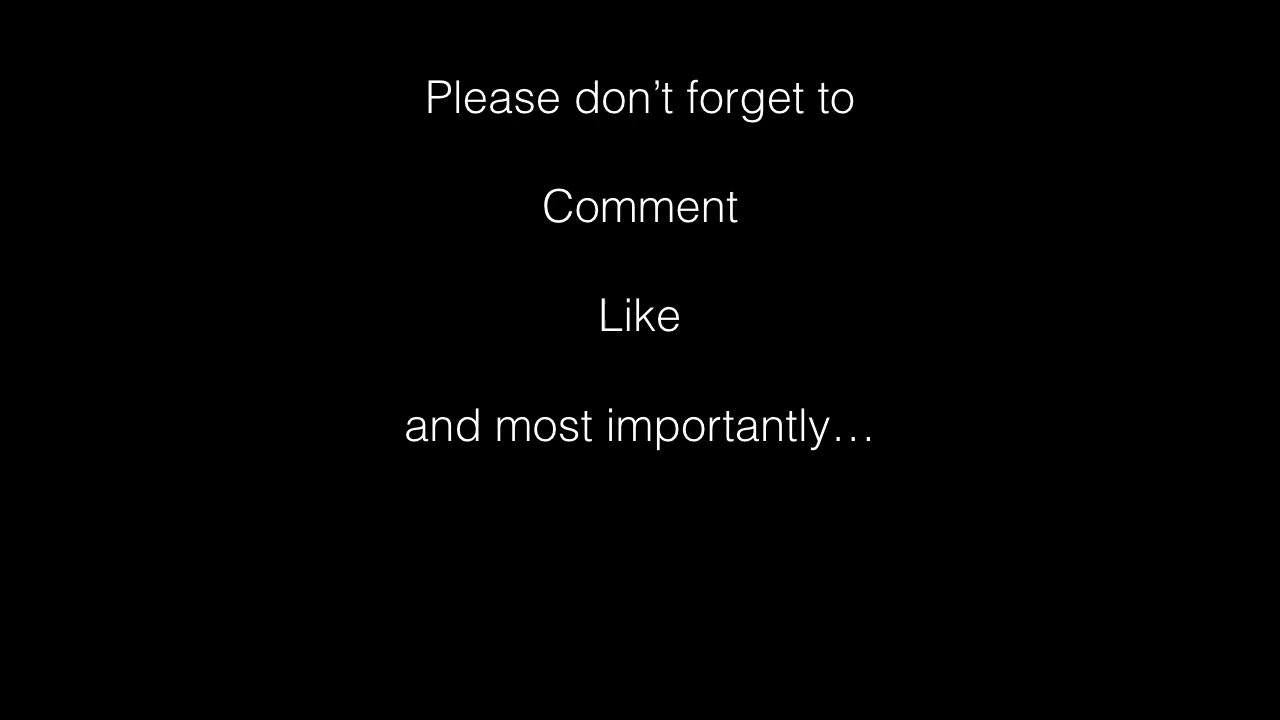 Please don’t forget to
Comment
Like
and most importantly…